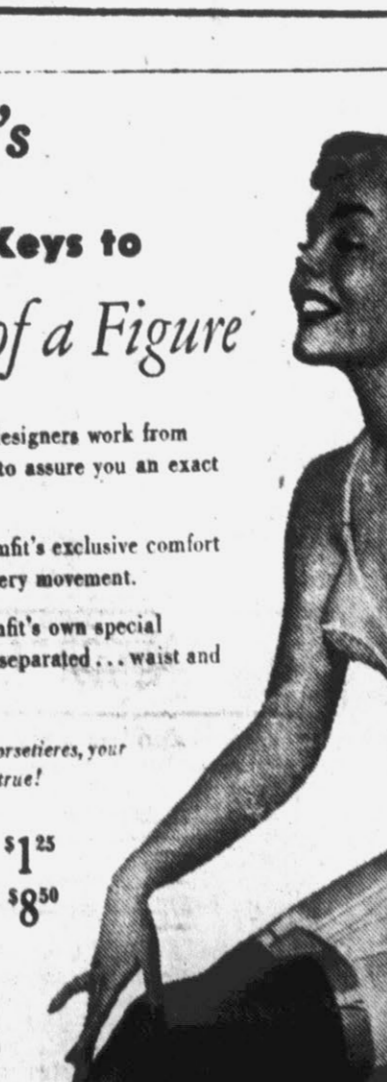 's
Keys to
of a Figure
esigners work from
to assure you an exact
mfit's exclusive comfort
ery movement.
nfit's own special
separated... waist and
orsetieres, your
true!
$1 25
$8 50